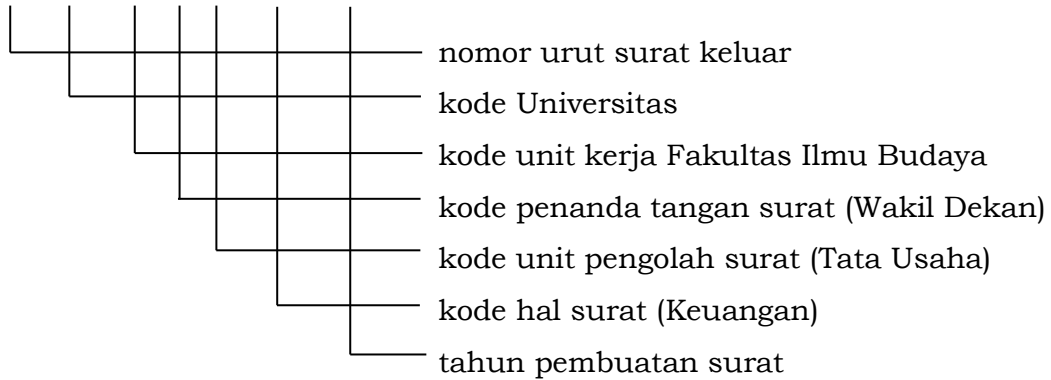 nomor urut surat keluar
kode Universitas
kode unit kerja Fakultas Ilmu Budaya
kode penanda tangan surat (Wakil Dekan)
kode unit pengolah surat (Tata Usaha)
kode hal surat (Keuangan)
tahun pembuatan surat